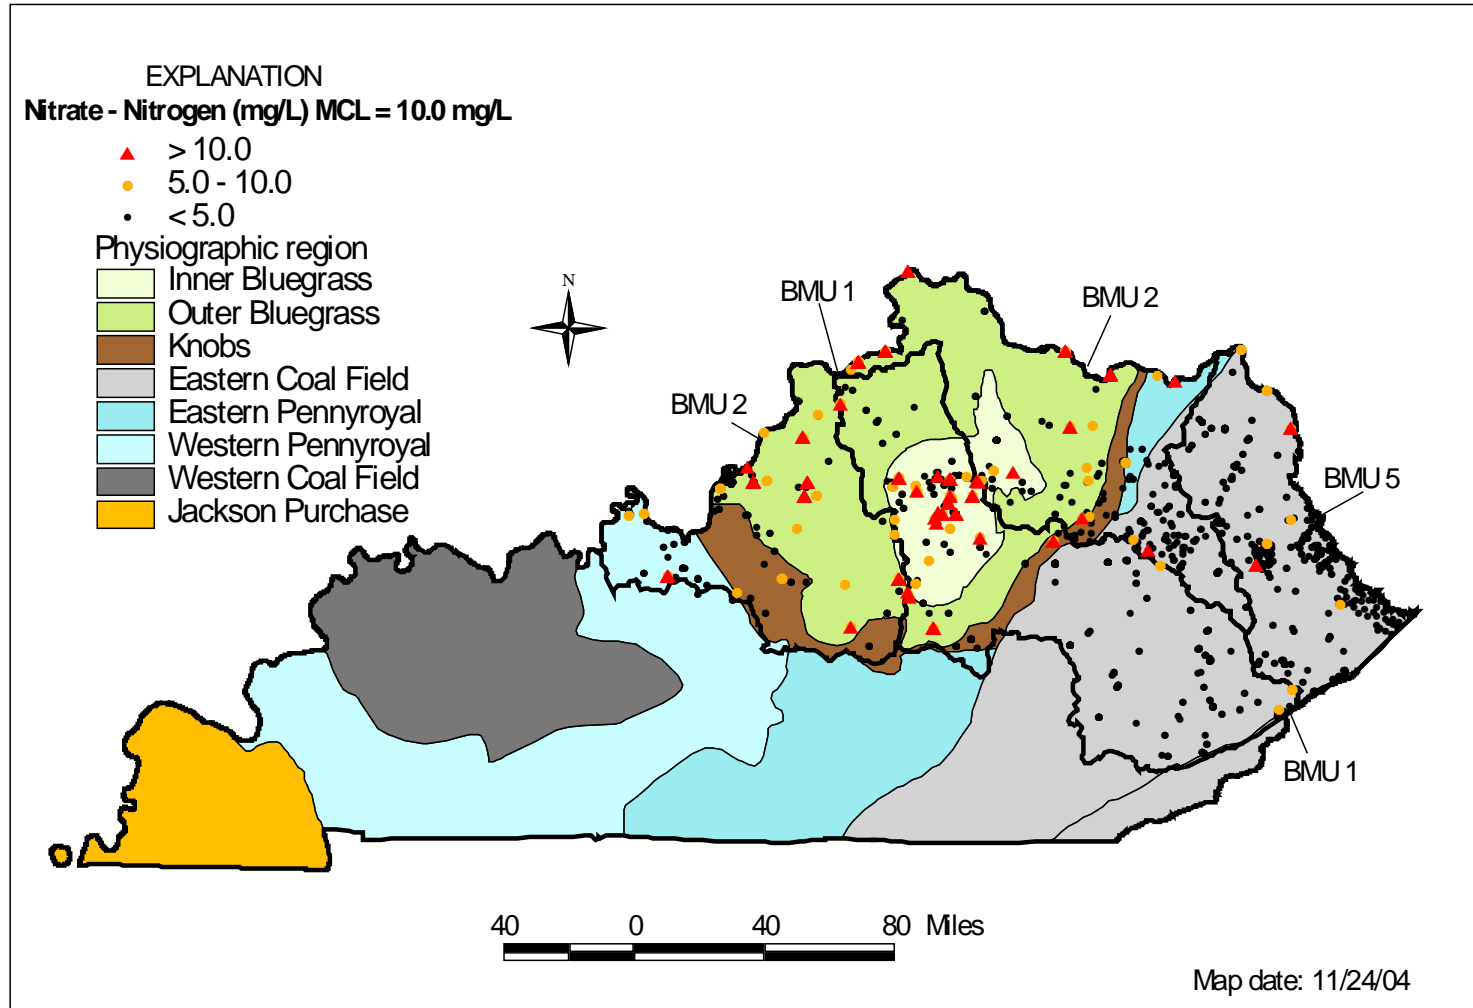 EXPLANATION
Nitrate - Nitrogen (mg/L) MCL = 10.0 mg/L
> 10.0
5.0 - 10.0
< 5.0
Physiographic region
Inner Bluegrass
Outer Bluegrass
Knobs
Eastern Coal Field
Eastern Pennyroyal
Western Pennyroyal
Western Coal Field
Jackson Purchase
N
BMU 1
BMU 2
BMU 2
BMU 5
BMU 1
40 0 40 80 Miles
Map date: 11/24/04